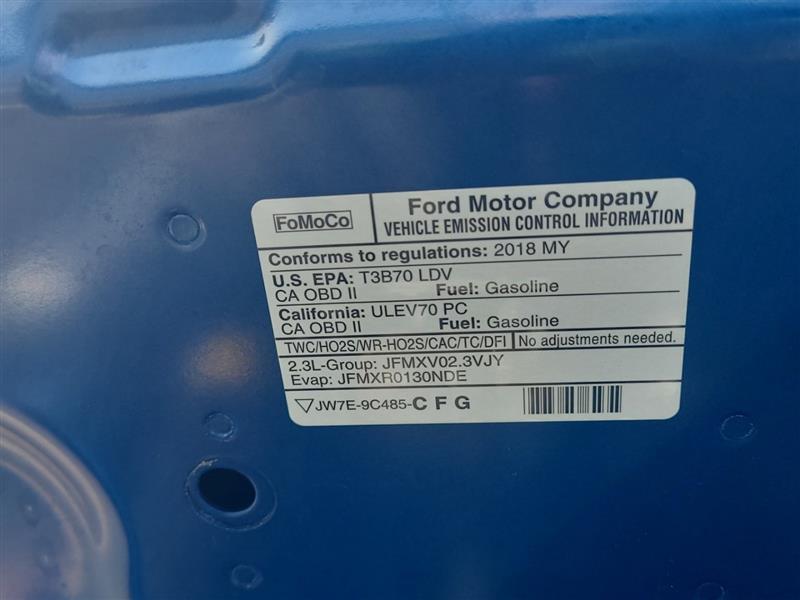 FoMoCo
Ford Motor Company
VEHICLE EMISSION CONTROL INFORMATION
Conforms to regulations: 2018 MY
U.S. EPA: T3B70 LDV
CA OBD II Fuel: Gasoline
California: ULEV70 PC
CA OBD II Fuel: Gasoline
TWC/HO2S/WR-HO2S/CAC/TC/DFI No adjustments needed.
2.3L-Group: JFMXV02.3VJY
Evap: JFMXR0130NDE
JW7E-9C485-C F G